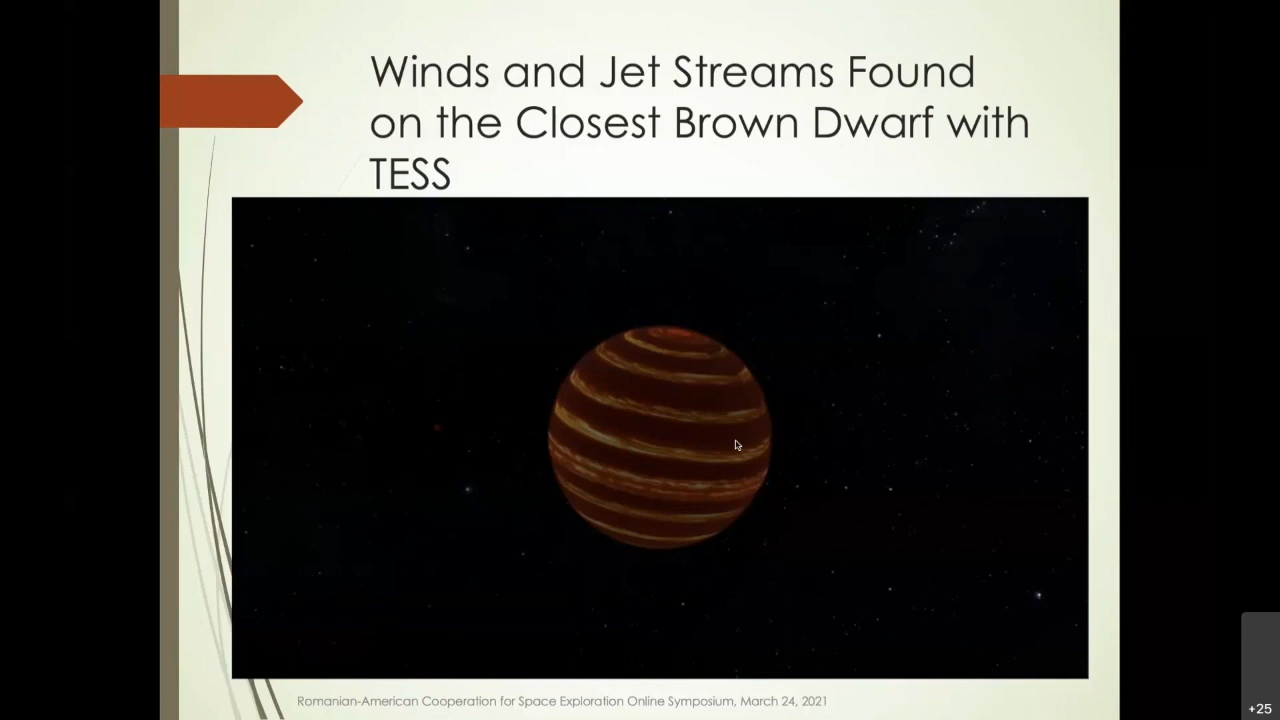 Winds and Jet Streams Found
on the Closest Brown Dwarf with
TESS
Romanian-American Cooperation for Space Exploration Online Symposium, March 24, 2021
+25